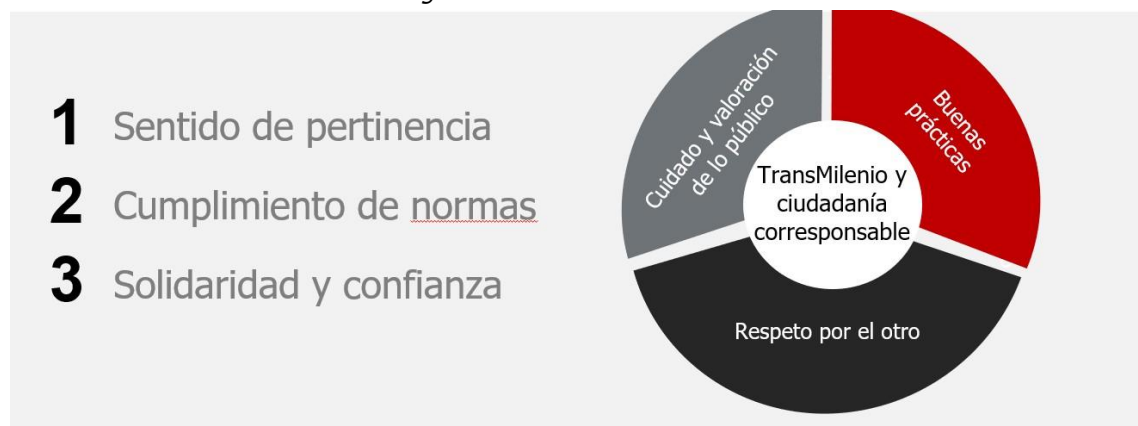 1 Sentido de pertinencia
2 Cumplimiento de normas
3 Solidaridad y confianza
Cuidado y valoración
de lo público
Buenas
prácticas
TransMilenio y
ciudadanía
corresponsable
Respeto por el otro